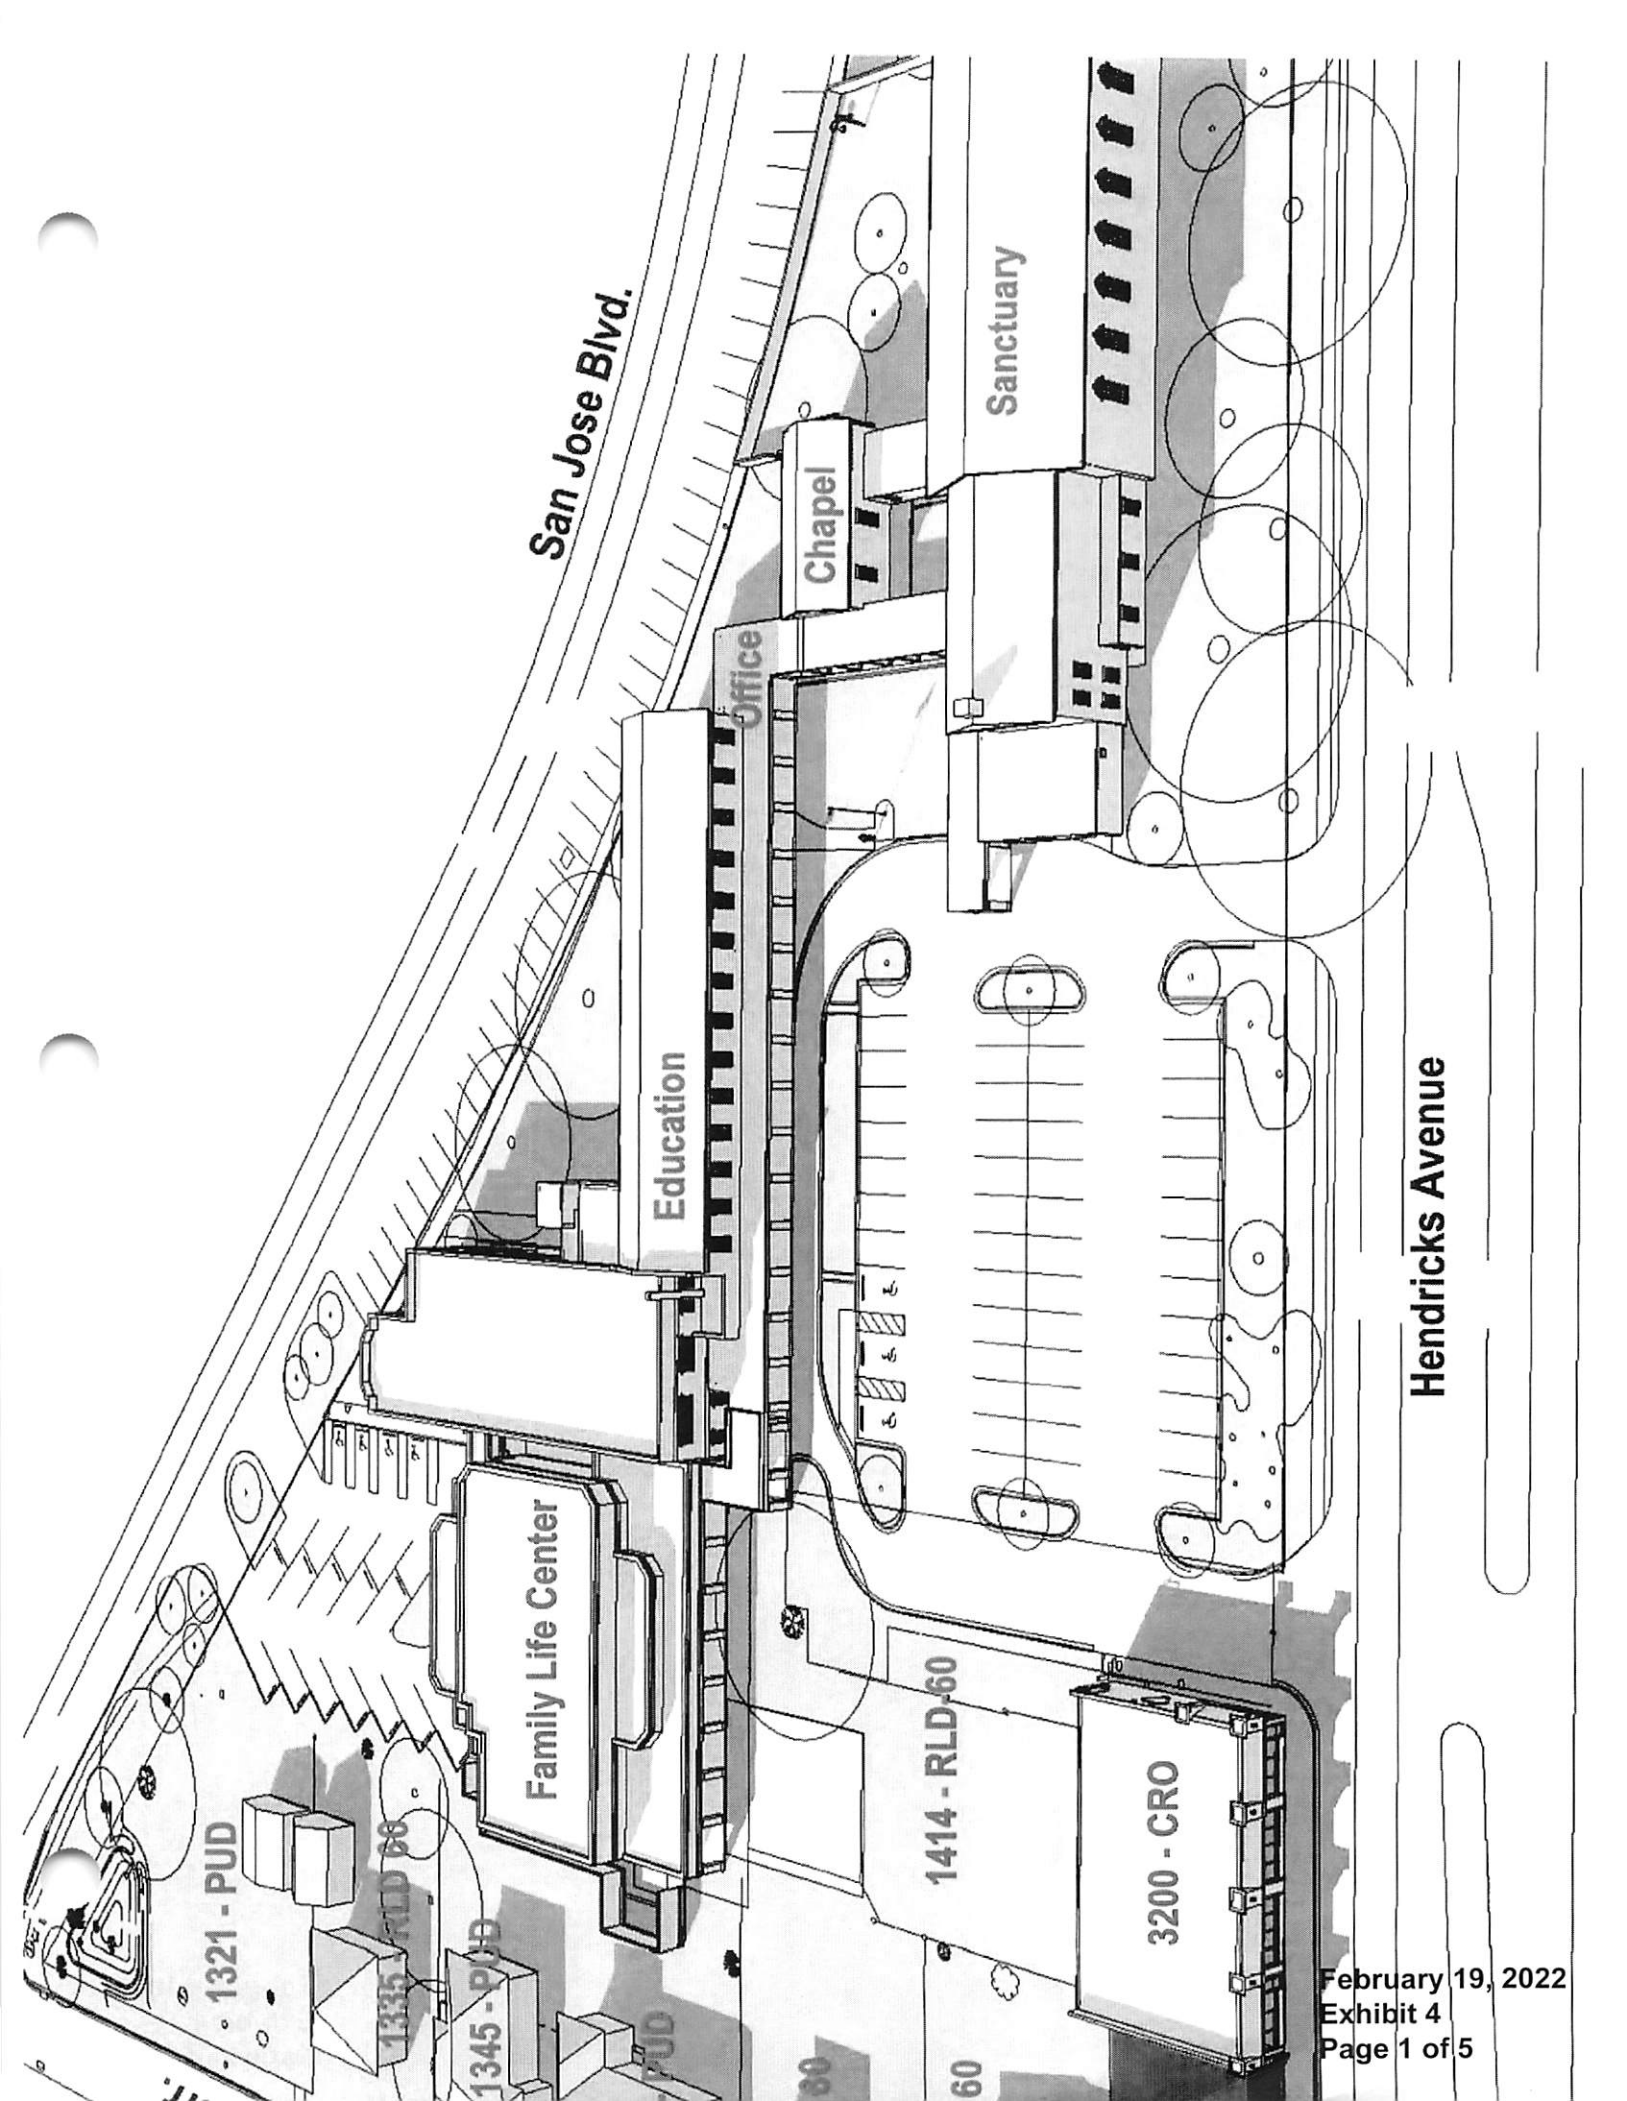 San Jose Blvd.
Sanctuary
Chapel
Office
Education
Hendricks Avenue
Family Life Center
1414 - RLD-60
3200 - CRO
1321 - PUD
1335 - RLD 60
1345 - PUD
PUD
60
60
February 19, 2022
Exhibit 4
Page 1 of 5